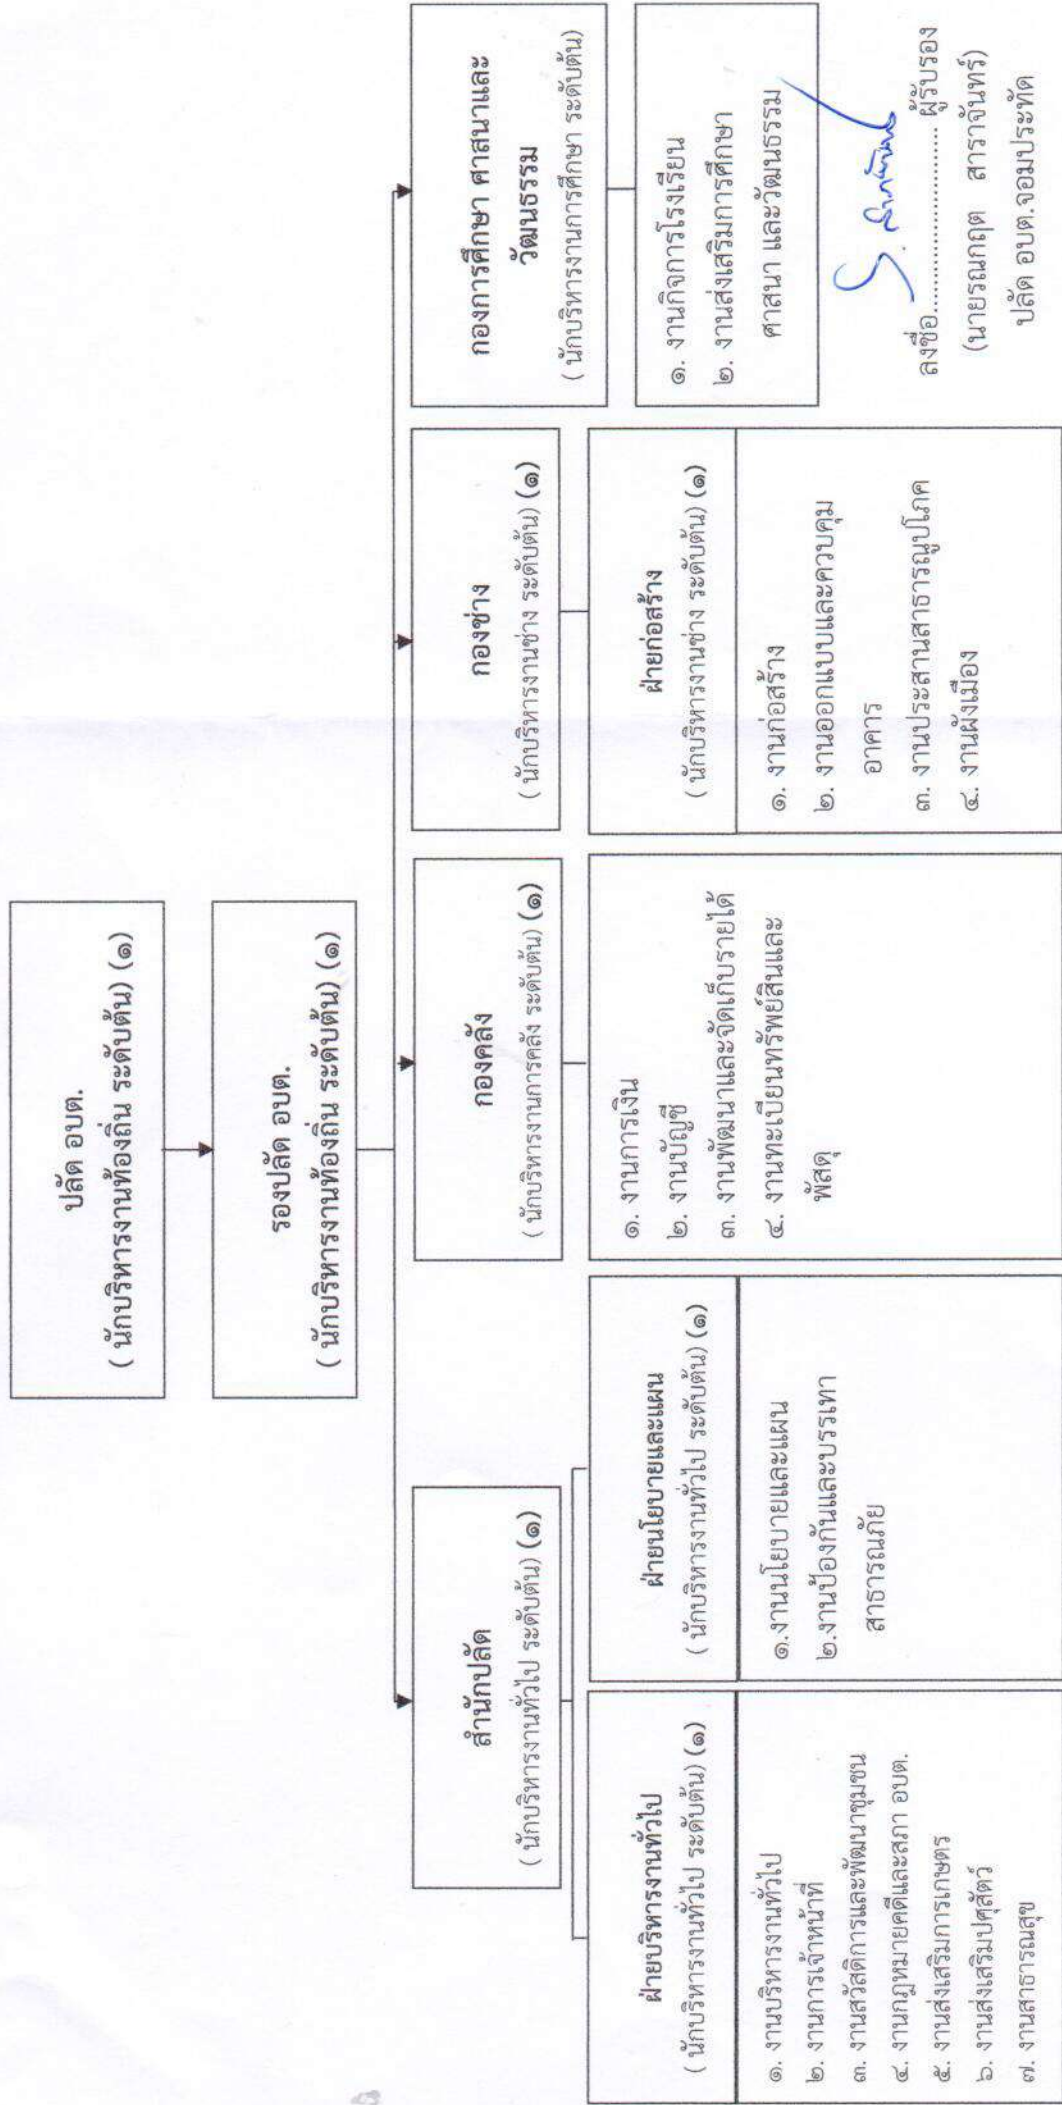 ปลัด อบต.
( นักบริหารงานท้องถิ่น ระดับต้น) (๑)
รองปลัด อบต.
( นักบริหารงานท้องถิ่น ระดับต้น) (๑)
สำนักปลัด
( นักบริหารงานทั่วไป ระดับต้น) (๑)
กองคลัง
( นักบริหารงานการคลัง ระดับต้น) (๑)
กองช่าง
( นักบริหารงานช่าง ระดับต้น) (๑)
กองการศึกษา ศาสนาและ
วัฒนธรรม
( นักบริหารงานการศึกษา ระดับต้น)
ฝ่ายบริหารงานทั่วไป
( นักบริหารงานทั่วไป ระดับต้น) (๑)
๑. งานบริหารงานทั่วไป
๒. งานการเจ้าหน้าที่
๓. งานสวัสดิการและพัฒนาชุมชน
๔. งานกฎหมายคดีและสภา อบต.
๕. งานส่งเสริมการเกษตร
๖. งานส่งเสริมปศุสัตว์
๗. งานสาธารณสุข
ฝ่ายนโยบายและแผน
( นักบริหารงานทั่วไป ระดับต้น) (๑)
๑.งานนโยบายและแผน
๒.งานป้องกันและบรรเทา
สาธารณภัย
๑. งานการเงิน
๒. งานบัญชี
๓. งานพัฒนาและจัดเก็บรายได้
๔. งานทะเบียนทรัพย์สินและ
พัสดุ
ฝ่ายก่อสร้าง
( นักบริหารงานช่าง ระดับต้น) (๑)
๑. งานก่อสร้าง
๒. งานออกแบบและควบคุม
อาคาร
๓. งานประสานสาธารณูปโภค
๔. งานผังเมือง
๑. งานกิจการโรงเรียน
๒. งานส่งเสริมการศึกษา
ศาสนา และวัฒนธรรม
ลงชื่อ.......................ผู้รับรอง
(นายรณกฤต สาราจันทร์)
ปลัด อบต.จอมประทัด